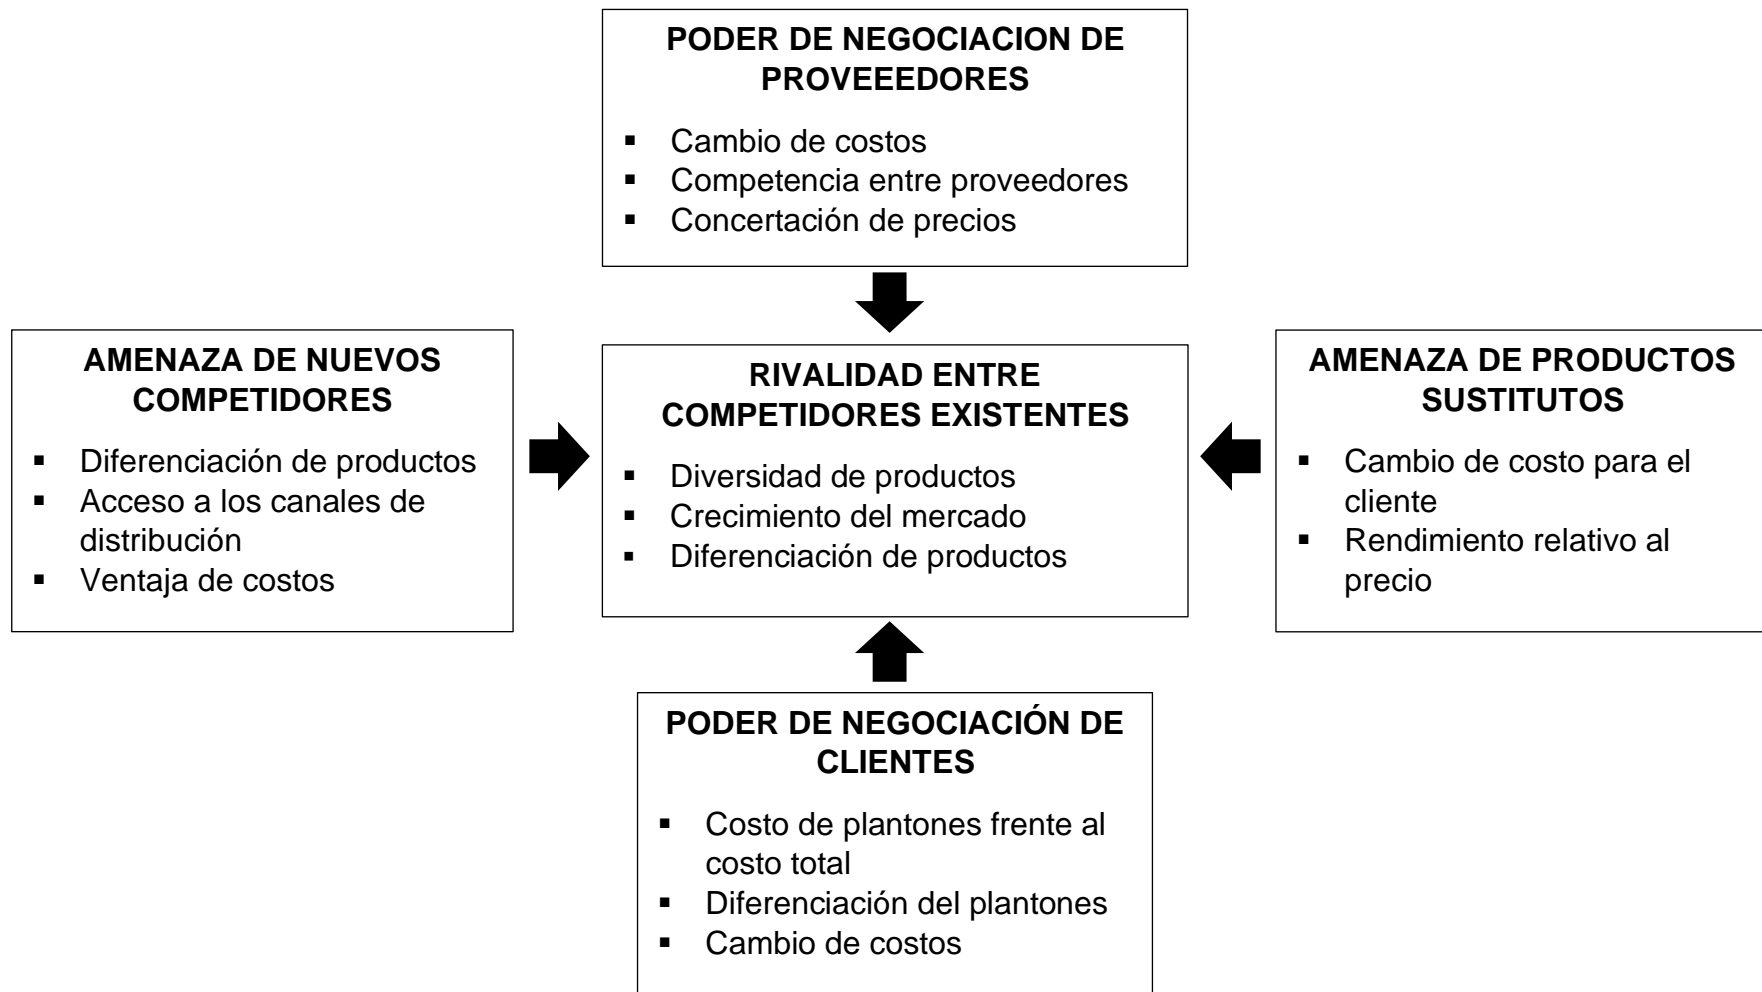 PODER DE NEGOCIACION DE
PROVEEEDORES
▪ Cambio de costos
▪ Competencia entre proveedores
▪ Concertación de precios
AMENAZA DE NUEVOS
COMPETIDORES
▪ Diferenciación de productos
▪ Acceso a los canales de
distribución
▪ Ventaja de costos
RIVALIDAD ENTRE
COMPETIDORES EXISTENTES
▪ Diversidad de productos
▪ Crecimiento del mercado
▪ Diferenciación de productos
AMENAZA DE PRODUCTOS
SUSTITUTOS
▪ Cambio de costo para el
cliente
▪ Rendimiento relativo al
precio
PODER DE NEGOCIACIÓN DE
CLIENTES
▪ Costo de plantones frente al
costo total
▪ Diferenciación del plantones
▪ Cambio de costos